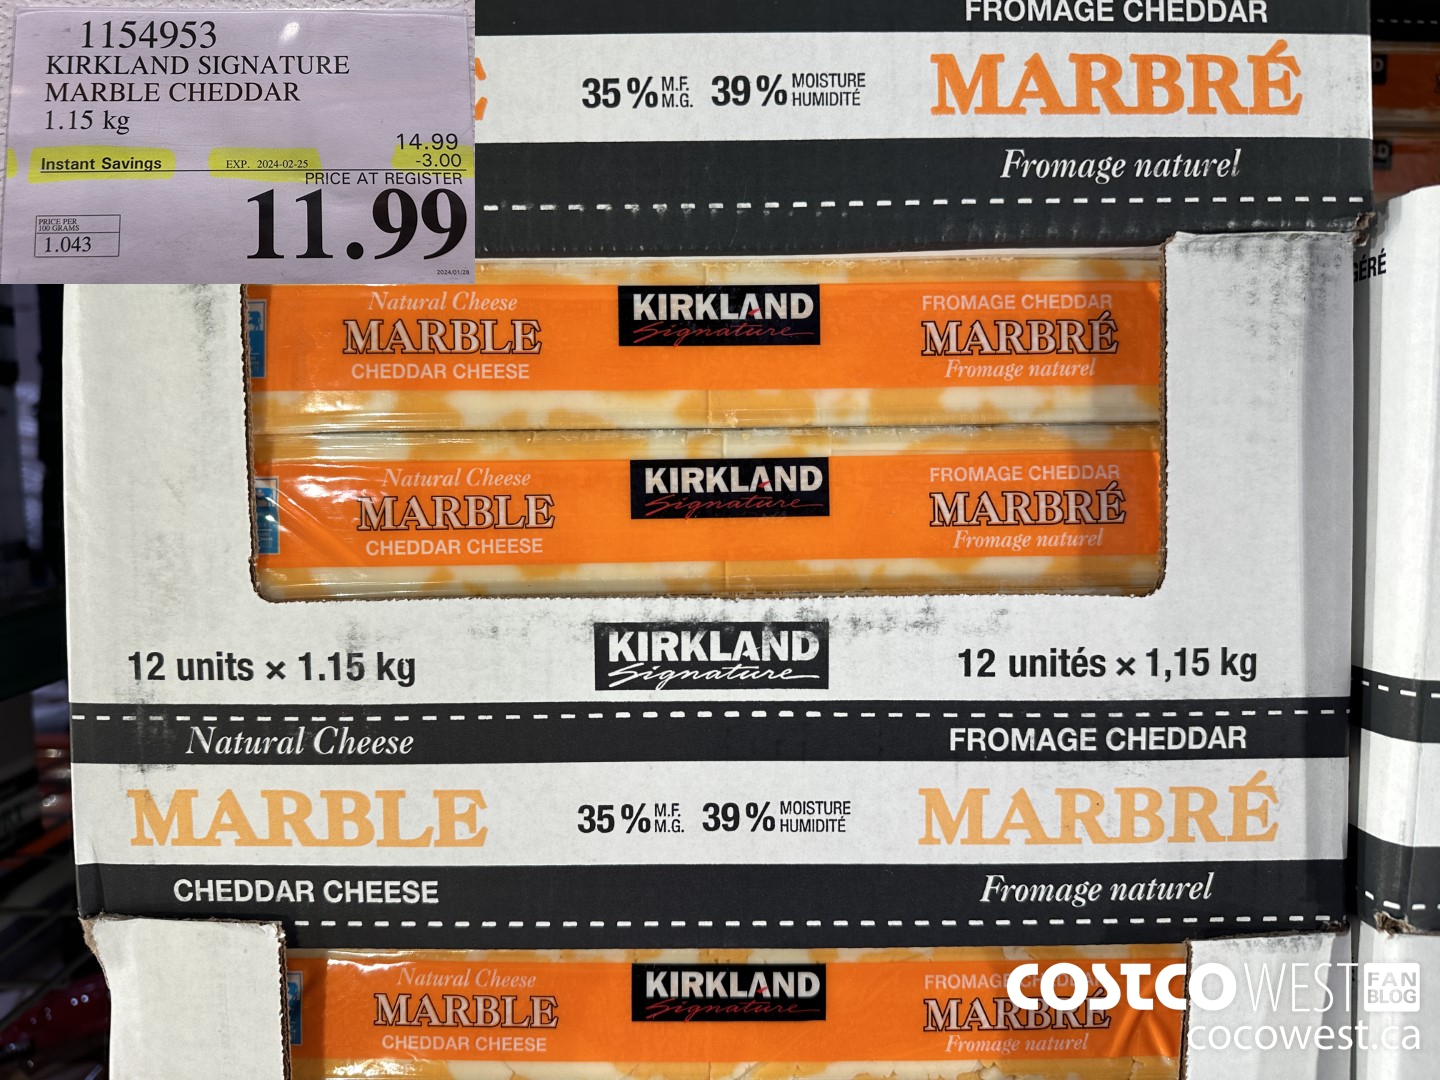 1154953
KIRKLAND SIGNATURE
MARBLE CHEDDAR
1.15 kg
14.99
Instant Savings EXP. 2024-02-25 -3.00
PRICE AT REGISTER
11.99
PRICE PER
100 GRAMS
1.043
2024/01/28
FROMAGE CHEDDAR
35% M.F. M.G. 39% MOISTURE HUMIDITÉ
MARBRÉ
Fromage naturel
GÉRÉ
Natural Cheese
MARBLE
CHEDDAR CHEESE
KIRKLAND
Signature
FROMAGE CHEDDAR
MARBRÉ
Fromage naturel
Natural Cheese
MARBLE
CHEDDAR CHEESE
KIRKLAND
Signature
FROMAGE CHEDDAR
MARBRÉ
Fromage naturel
12 units × 1.15 kg
KIRKLAND
Signature
12 unités × 1,15 kg
Natural Cheese
FROMAGE CHEDDAR
MARBLE
35% M.F. M.G. 39% MOISTURE HUMIDITÉ
MARBRÉ
CHEDDAR CHEESE
Fromage naturel
Natural Cheese
MARBLE
CHEDDAR CHEESE
KIRKLAND
Signature
FROMAGE CHEDDAR
MARBRÉ
Fromage naturel
COSTCO WEST FAN BLOG
cocowest.ca